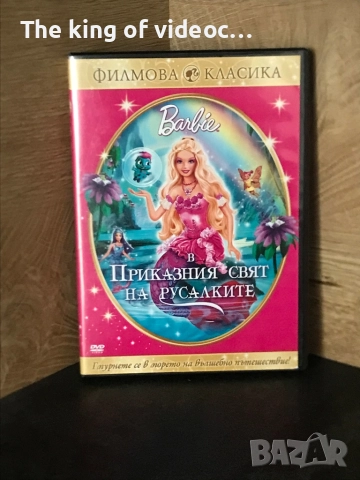 The king of videoc...
ФИЛМОВА КЛАСИКА
Barbie
В
ПРИКАЗНИЯ СВЯТ
НА РУСАЛКИТЕ
DVD
Гмурнете се в морето на вълшебно пътешествие!
BAZAR